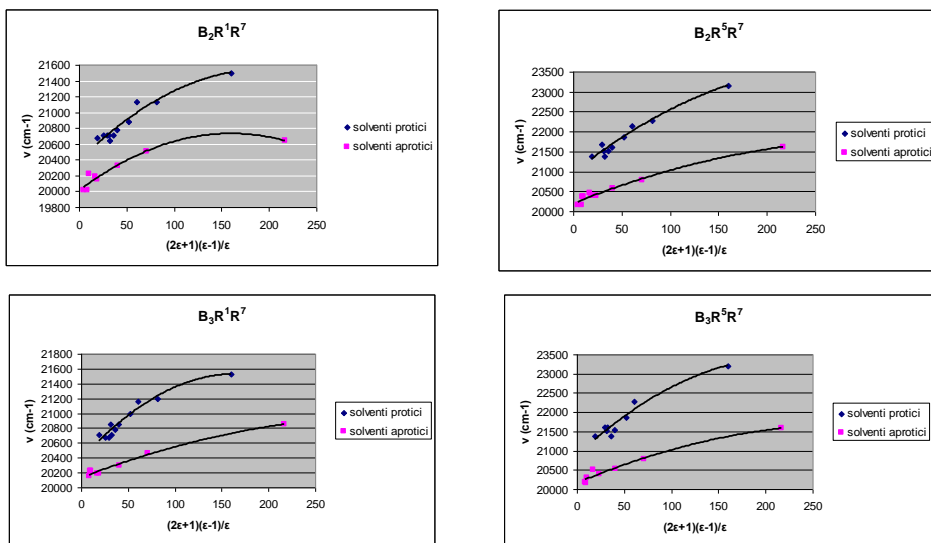 B₂R¹R⁷
ν (cm-1)
21600
21400
21200
21000
20800
20600
20400
20200
20000
19800
0 50 100 150 200 250
(2ε+1)(ε-1)/ε
solventi protici
solventi aprotici
B₂R⁵R⁷
ν (cm-1)
23500
23000
22500
22000
21500
21000
20500
20000
0 50 100 150 200 250
(2ε+1)(ε-1)/ε
solventi protici
solventi aprotici
B₃R¹R⁷
ν (cm-1)
21800
21600
21400
21200
21000
20800
20600
20400
20200
20000
0 50 100 150 200 250
(2ε+1)(ε-1)/ε
solventi protici
solventi aprotici
B₃R⁵R⁷
ν (cm-1)
23500
23000
22500
22000
21500
21000
20500
20000
0 50 100 150 200 250
(2ε+1)(ε-1)/ε
solventi protici
solventi aprotici